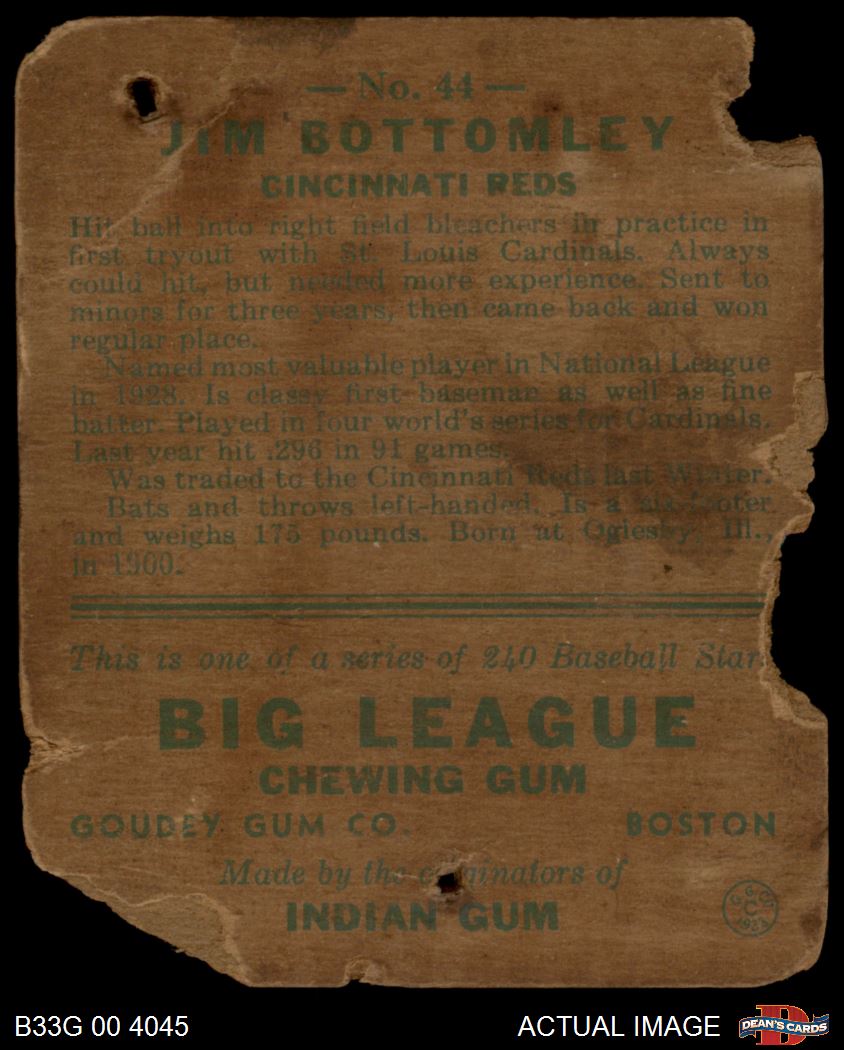 — No. 44 —
JIM BOTTOMLEY
CINCINNATI REDS
Hit ball into right field bleachers in practice in
first tryout with St. Louis Cardinals. Always
could hit, but needed more experience. Sent to
minors for three years, then came back and won
regular place.
Named most valuable player in National League
in 1928. Is classy first baseman as well as fine
batter. Played in four world's series for Cardinals.
Last year hit .296 in 91 games.
Was traded to the Cincinnati Reds last Winter.
Bats and throws left-handed. Is a six-footer
and weighs 175 pounds. Born at Oglesby, Ill.,
in 1900.
This is one of a series of 240 Baseball Stars
BIG LEAGUE
CHEWING GUM
GOUDEY GUM CO. BOSTON
Made by the originators of
INDIAN GUM
G. G. Co.
C
1933
B33G 00 4045 ACTUAL IMAGE D DEAN'S CARDS